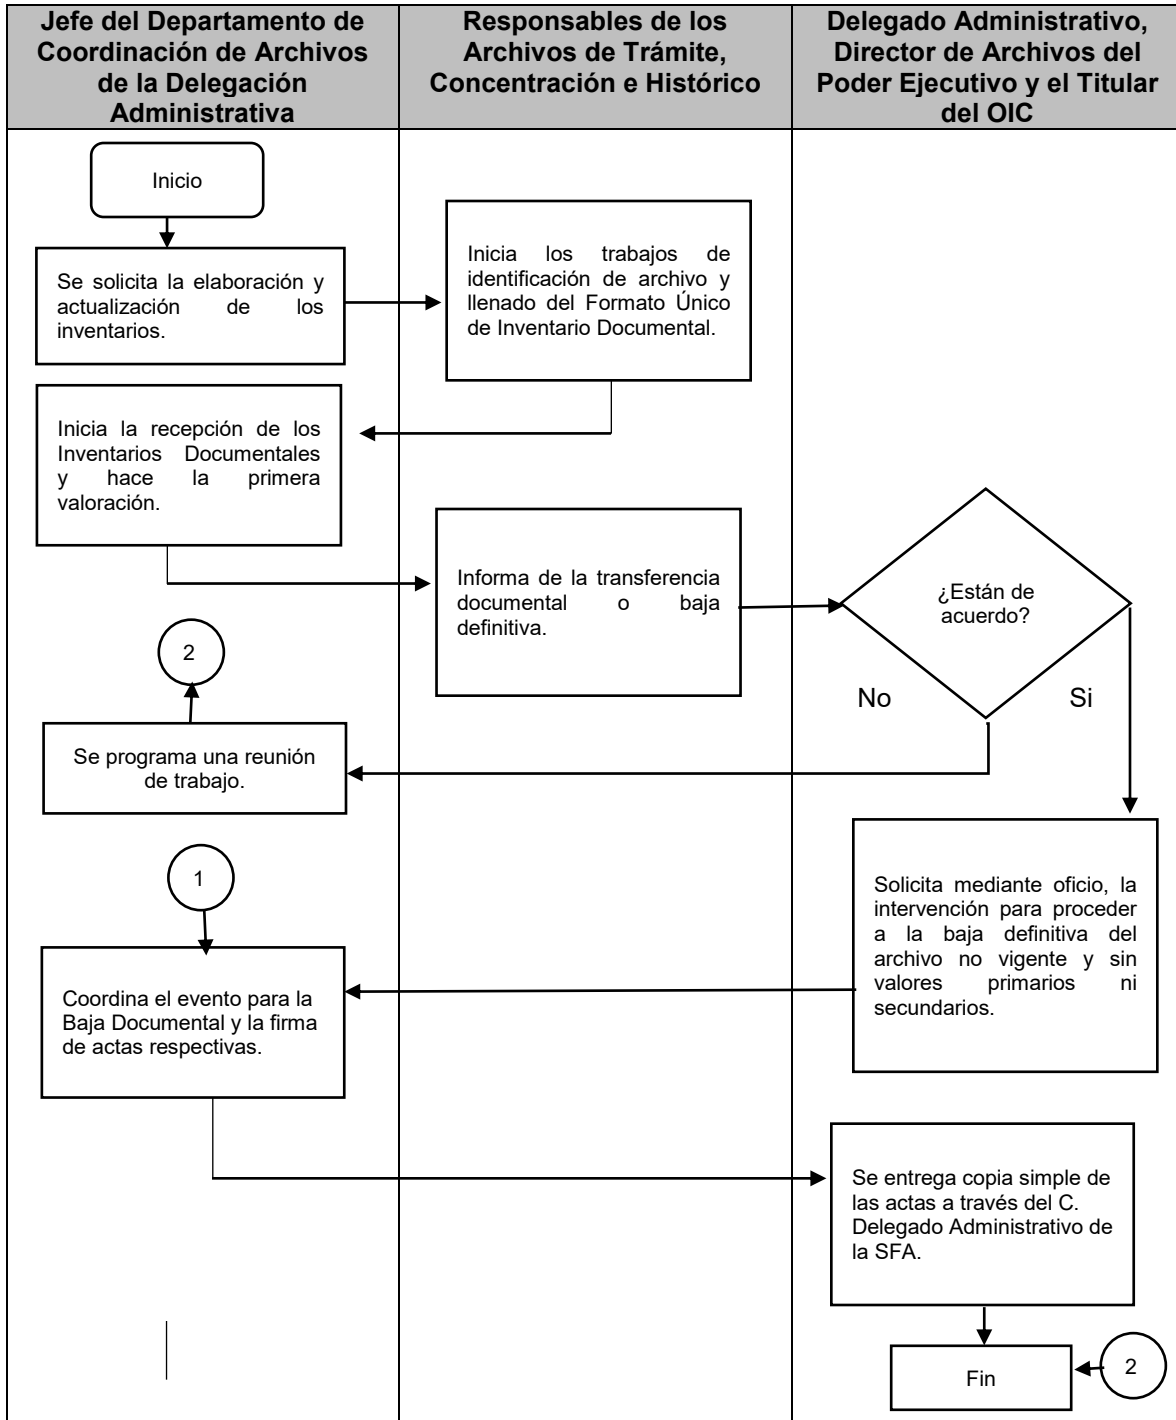 Jefe del Departamento de
Coordinación de Archivos
de la Delegación
Administrativa
Responsables de los
Archivos de Trámite,
Concentración e Histórico
Delegado Administrativo,
Director de Archivos del
Poder Ejecutivo y el Titular
del OIC
Inicio
Se solicita la elaboración y
actualización de los
inventarios.
Inicia los trabajos de
identificación de archivo y
llenado del Formato Único
de Inventario Documental.
Inicia la recepción de los
Inventarios Documentales
y hace la primera
valoración.
Informa de la transferencia
documental o baja
definitiva.
¿Están de
acuerdo?
No
Si
2
Se programa una reunión
de trabajo.
1
Solicita mediante oficio, la
intervención para proceder
a la baja definitiva del
archivo no vigente y sin
valores primarios ni
secundarios.
Coordina el evento para la
Baja Documental y la firma
de actas respectivas.
Se entrega copia simple de
las actas a través del C.
Delegado Administrativo de
la SFA.
Fin
2